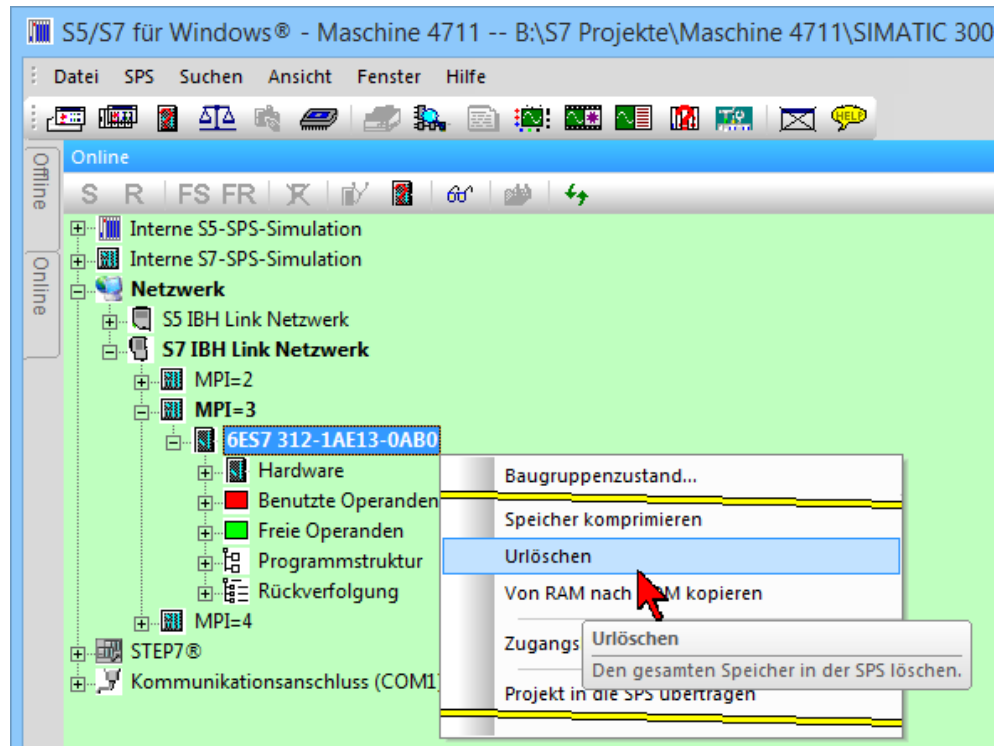 S5/S7 für Windows® - Maschine 4711 -- B:\S7 Projekte\Maschine 4711\SIMATIC 300
Datei SPS Suchen Ansicht Fenster Hilfe
HELP
Offline
Online
Online
S R FS FR
Interne S5-SPS-Simulation
Interne S7-SPS-Simulation
Netzwerk
S5 IBH Link Netzwerk
S7 IBH Link Netzwerk
MPI=2
MPI=3
6ES7 312-1AE13-0AB0
Hardware
Benutzte Operanden
Freie Operanden
Programmstruktur
Rückverfolgung
MPI=4
STEP7®
Kommunikationsanschluss (COM1)
Baugruppenzustand...
Speicher komprimieren
Urlöschen
Von RAM nach kopieren
Zugangs
Urlöschen
Den gesamten Speicher in der SPS löschen.
Projekt in die SPS übertragen